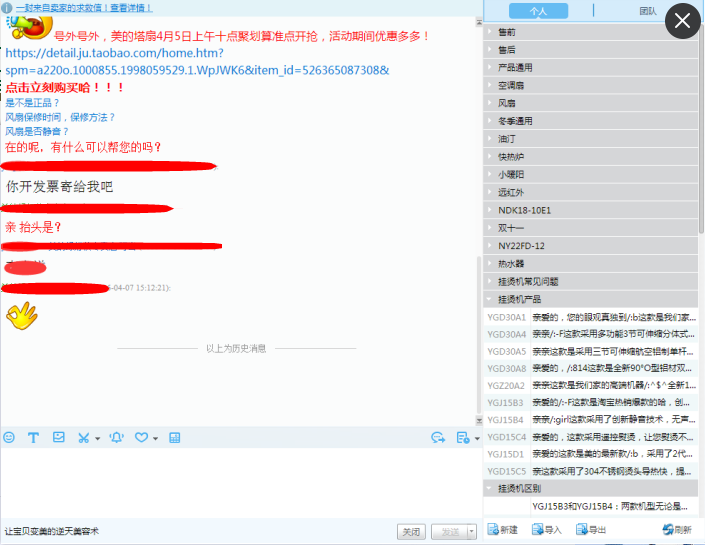 一封来自卖家的求救信！查看详情！
号外号外，美的塔扇4月5日上午十点聚划算准点开抢，活动期间优惠多多！
https://detail.ju.taobao.com/home.htm?
spm=a220o.1000855.1998059529.1.WpJWK6&item_id=526365087308&
点击立刻购买哈！！！
是不是正品？
风扇保修时间，保修方法？
风扇是否静音？
在的呢，有什么可以帮您的吗？
你开发票寄给我吧
亲 抬头是？
-04-07 15:12:21):
以上为历史消息
让宝贝变美的逆天美容术
关闭
发送
个人
团队
售前
售后
产品通用
空调扇
风扇
冬季通用
油汀
快热炉
小暖阳
远红外
NDK18-10E1
双十一
NY22FD-12
热水器
挂烫机常见问题
挂烫机产品
YGD30A1 亲爱的，您的眼观真独到/:b这款是我们家...
YGD30A4 亲亲/:-F这款采用多功能3节可伸缩分体式...
YGD30A5 亲亲这款是采用三节可伸缩航空铝制单杆...
YGD30A8 亲爱的，/:814这款是全新90°O型铝材双...
YGZ20A2 亲亲这款是我们家的高端机器/:^$^全新1...
YGJ15B3 亲爱的/:-F这款是淘宝热销爆款的哈，创...
YGJ15B4 亲亲/:girl这款采用了创新静音技术，无声...
YGD15C4 亲爱的，这款采用遥控熨烫，让您熨烫不...
YGJ15D1 亲爱的这款是美的最新款/:b，采用了2代...
YGD15C5 亲这款采用了304不锈钢烫头导热快，提...
挂烫机区别
YGJ15B3和YGJ15B4：两款机型无论是...
新建 导入 导出 刷新